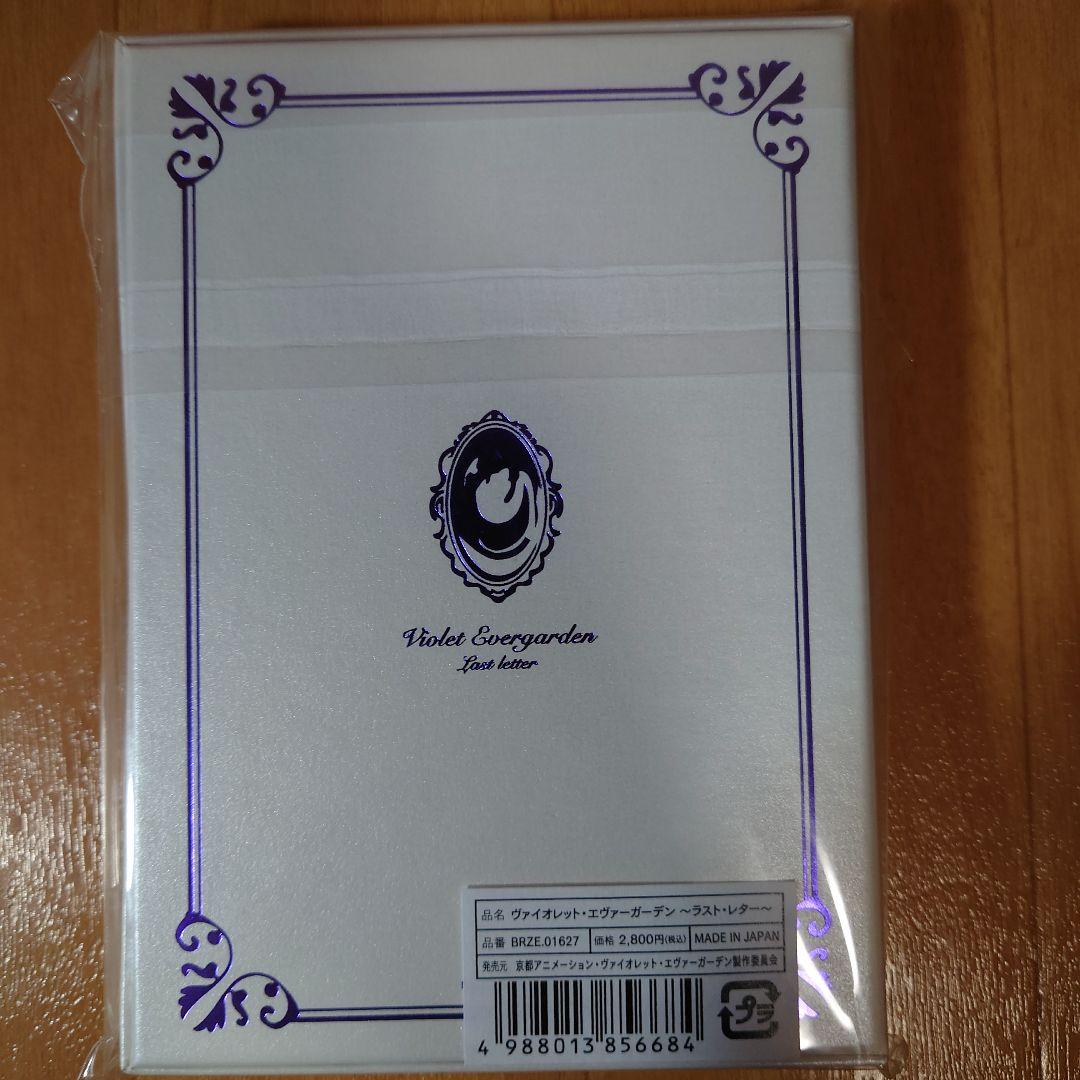 Violet Evergarden
Last letter
品名 ヴァイオレット・エヴァーガーデン ～ラスト・レター～
品番 BRZE.01627 価格 2,800円(税込) MADE IN JAPAN
発売元 京都アニメーション・ヴァイオレット・エヴァーガーデン製作委員会
プラ
4 988013 856684